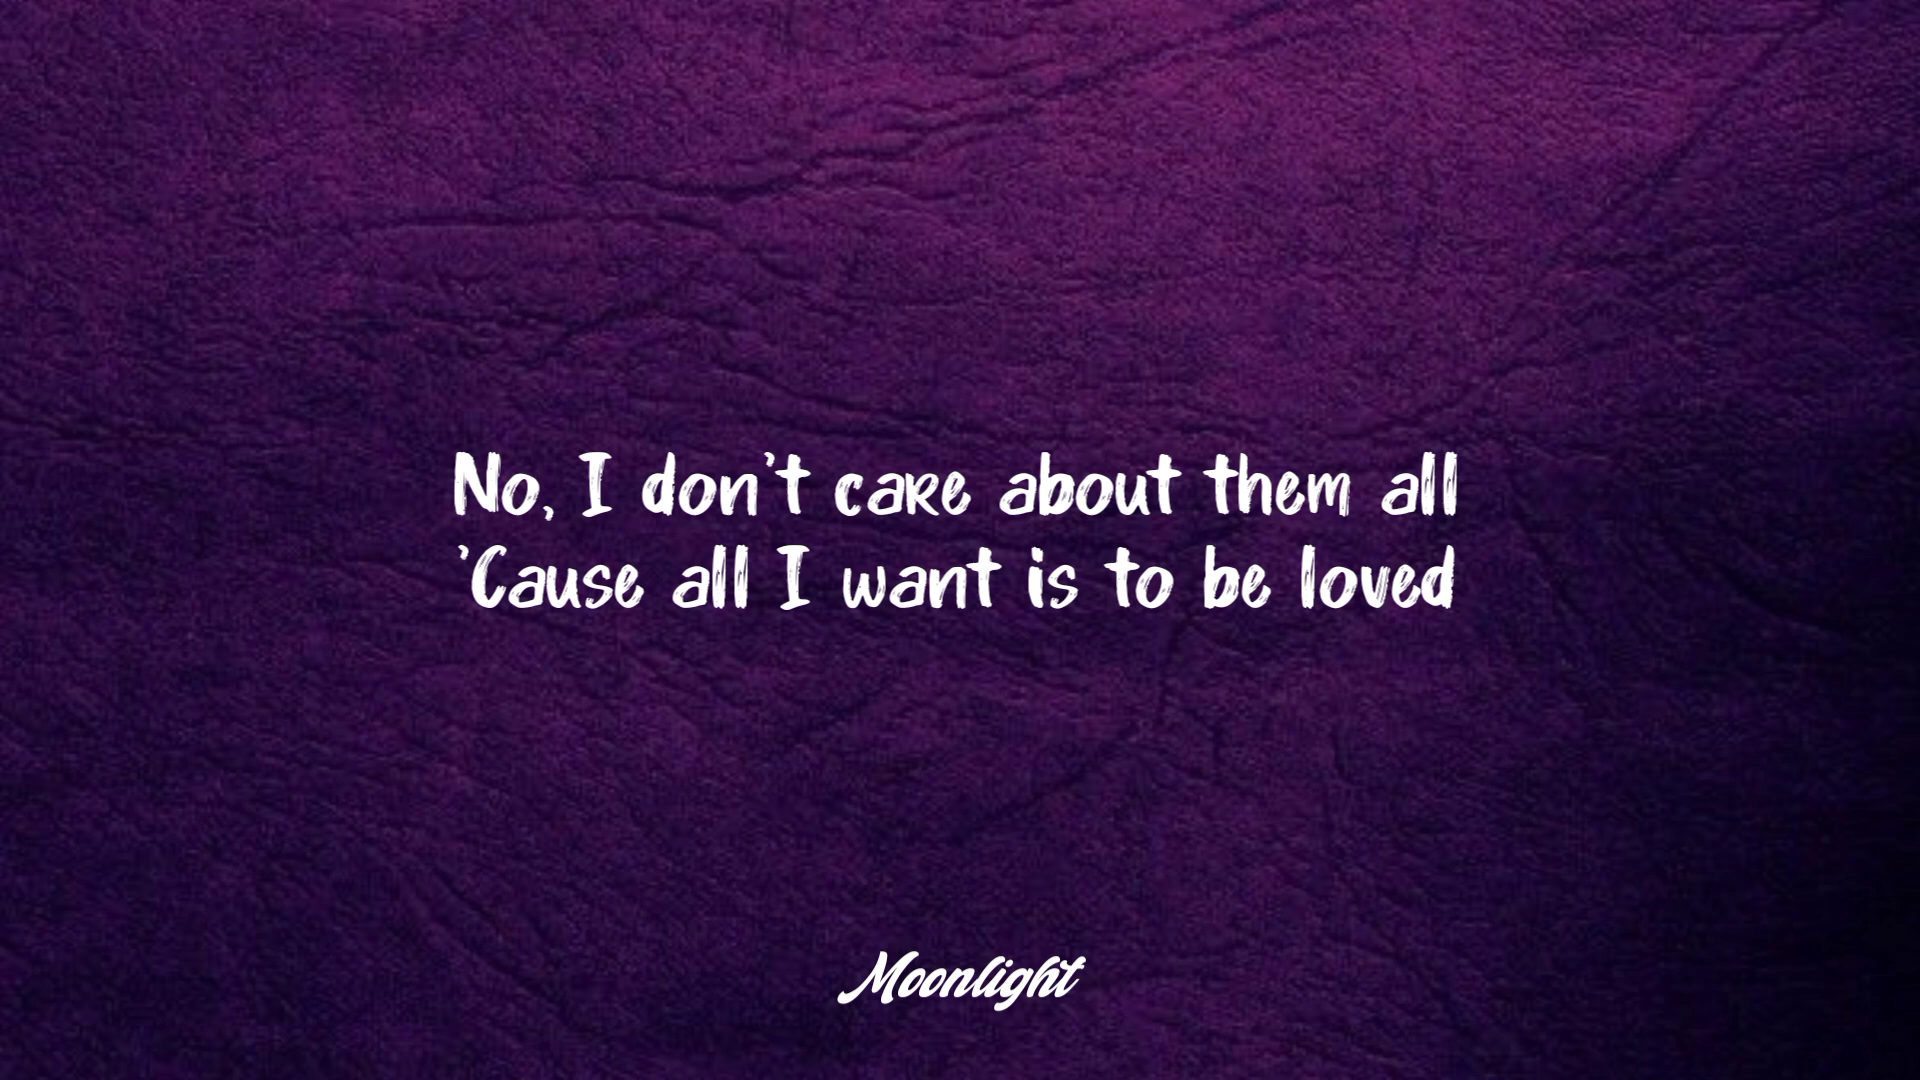 No, I don't care about them all
'Cause all I want is to be loved
Moonlight